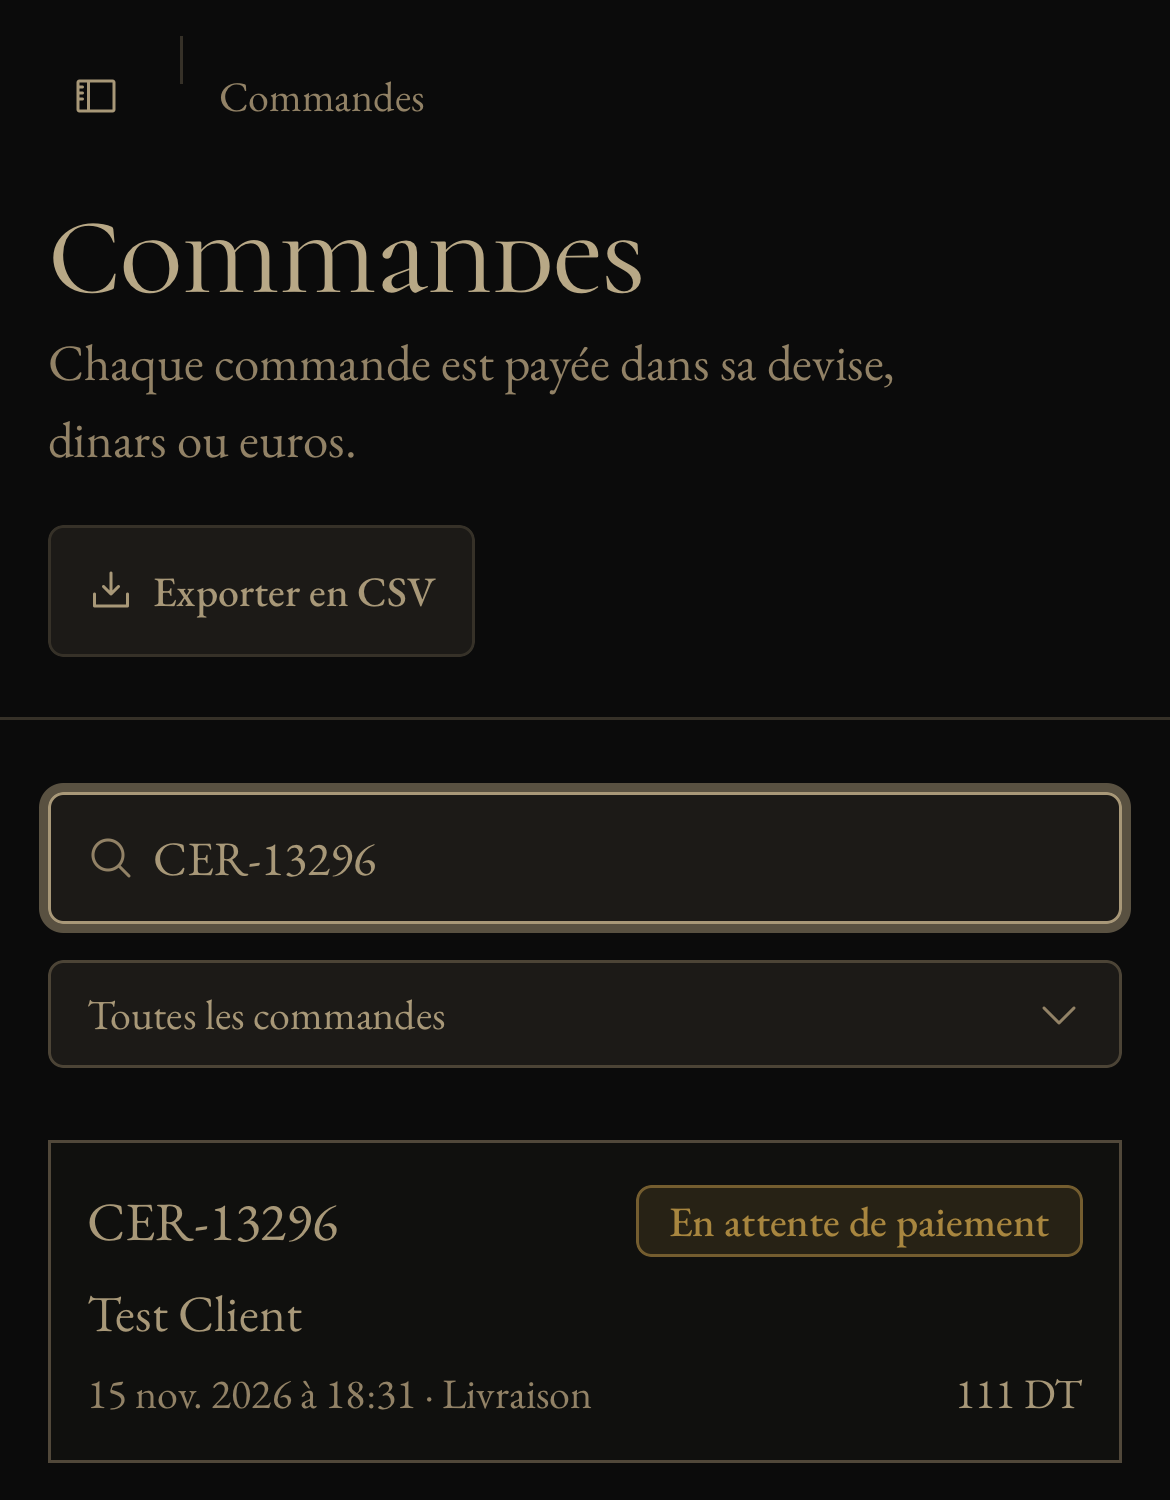 Commandes
Commandes
Chaque commande est payée dans sa devise,
dinars ou euros.
Exporter en CSV
CER-13296
Toutes les commandes
CER-13296
En attente de paiement
Test Client
15 nov. 2026 à 18:31 · Livraison
111 DT